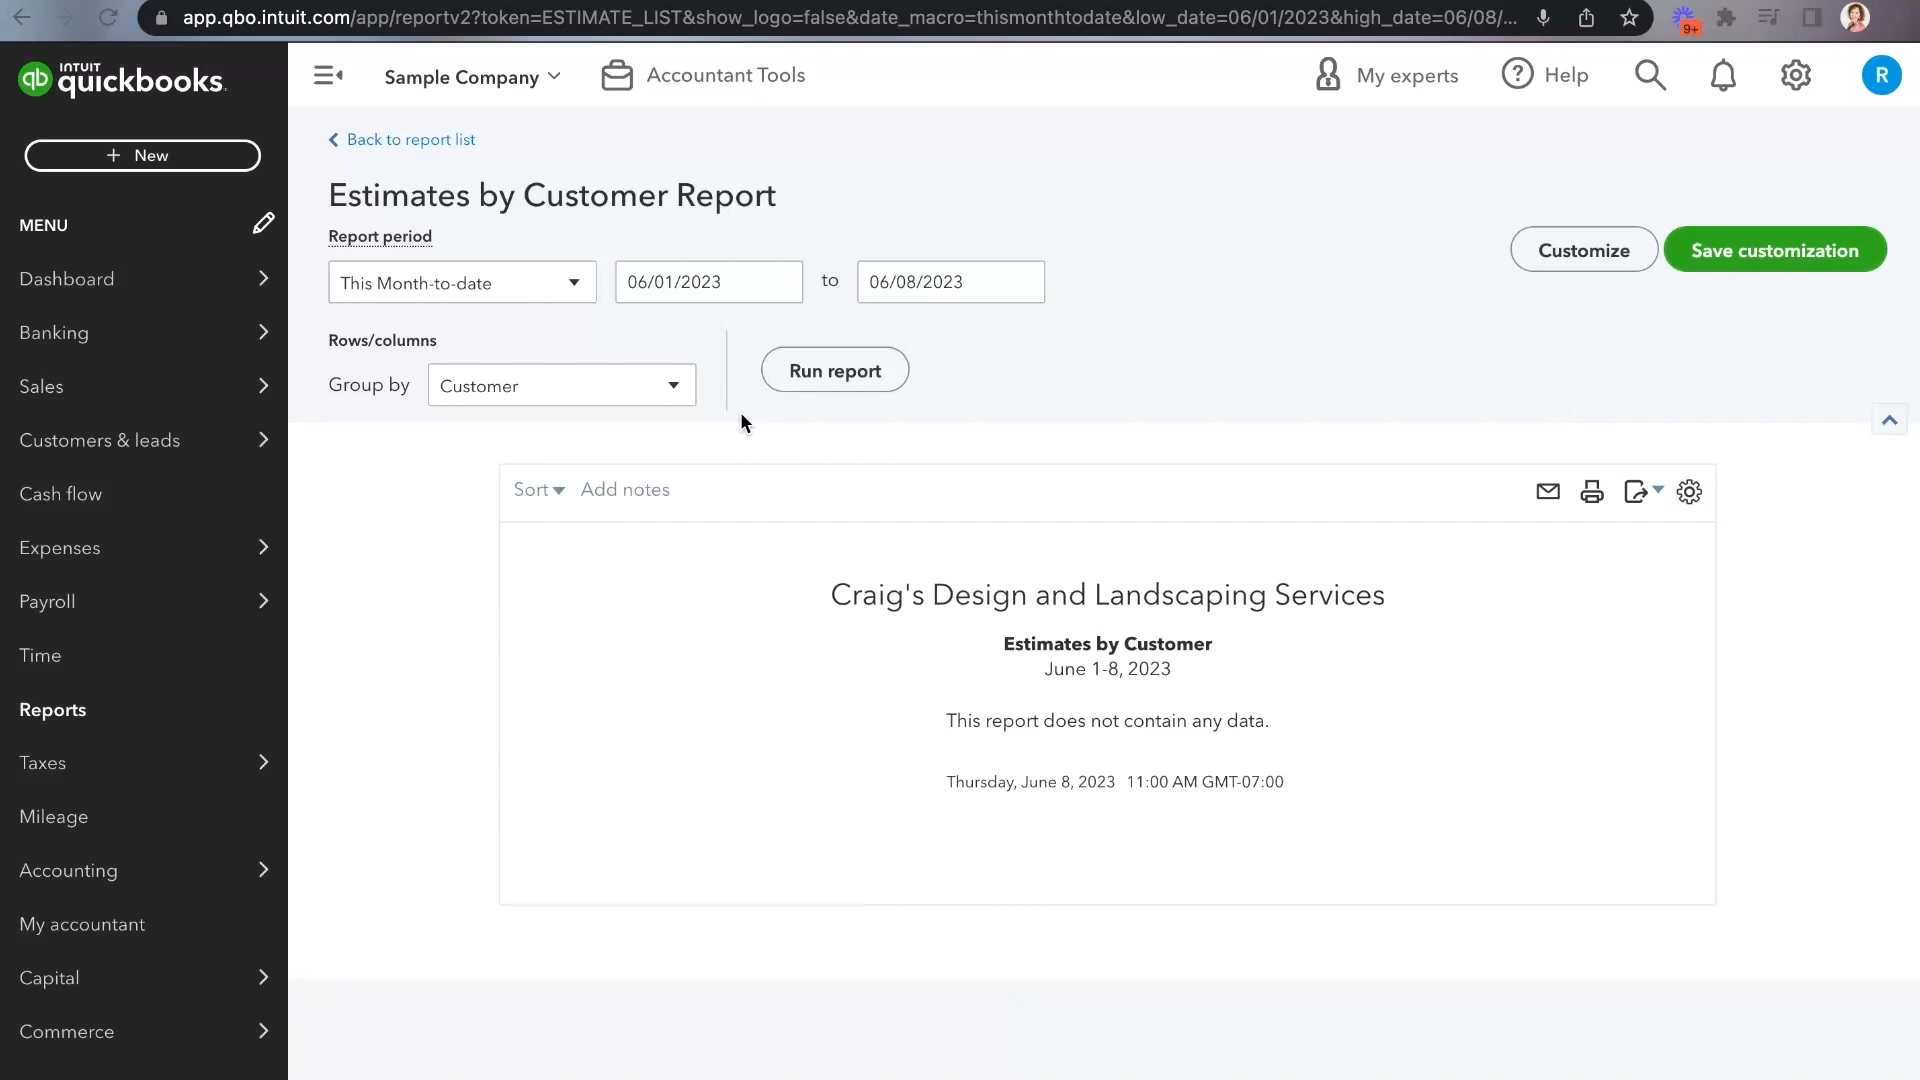 app.qbo.intuit.com/app/reportv2?token=ESTIMATE_LIST&show_logo=false&date_macro=thismonthtodate&low_date=06/01/2023&high_date=06/08/...
9+
INTUIT
qb quickbooks.
Sample Company
Accountant Tools
My experts
? Help
R
+ New
MENU
Dashboard
Banking
Sales
Customers & leads
Cash flow
Expenses
Payroll
Time
Reports
Taxes
Mileage
Accounting
My accountant
Capital
Commerce
Back to report list
Estimates by Customer Report
Report period
This Month-to-date
06/01/2023
to
06/08/2023
Customize
Save customization
Rows/columns
Group by
Customer
Run report
Sort
Add notes
Craig's Design and Landscaping Services
Estimates by Customer
June 1-8, 2023
This report does not contain any data.
Thursday, June 8, 2023 11:00 AM GMT-07:00